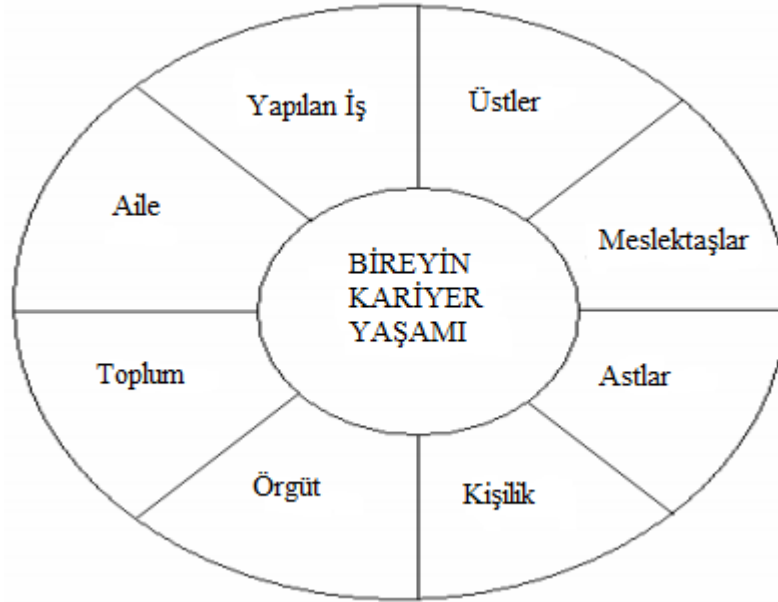 Yapılan İş
Üstler
Aile
Meslektaşlar
BİREYİN
KARİYER
YAŞAMI
Toplum
Astlar
Örgüt
Kişilik